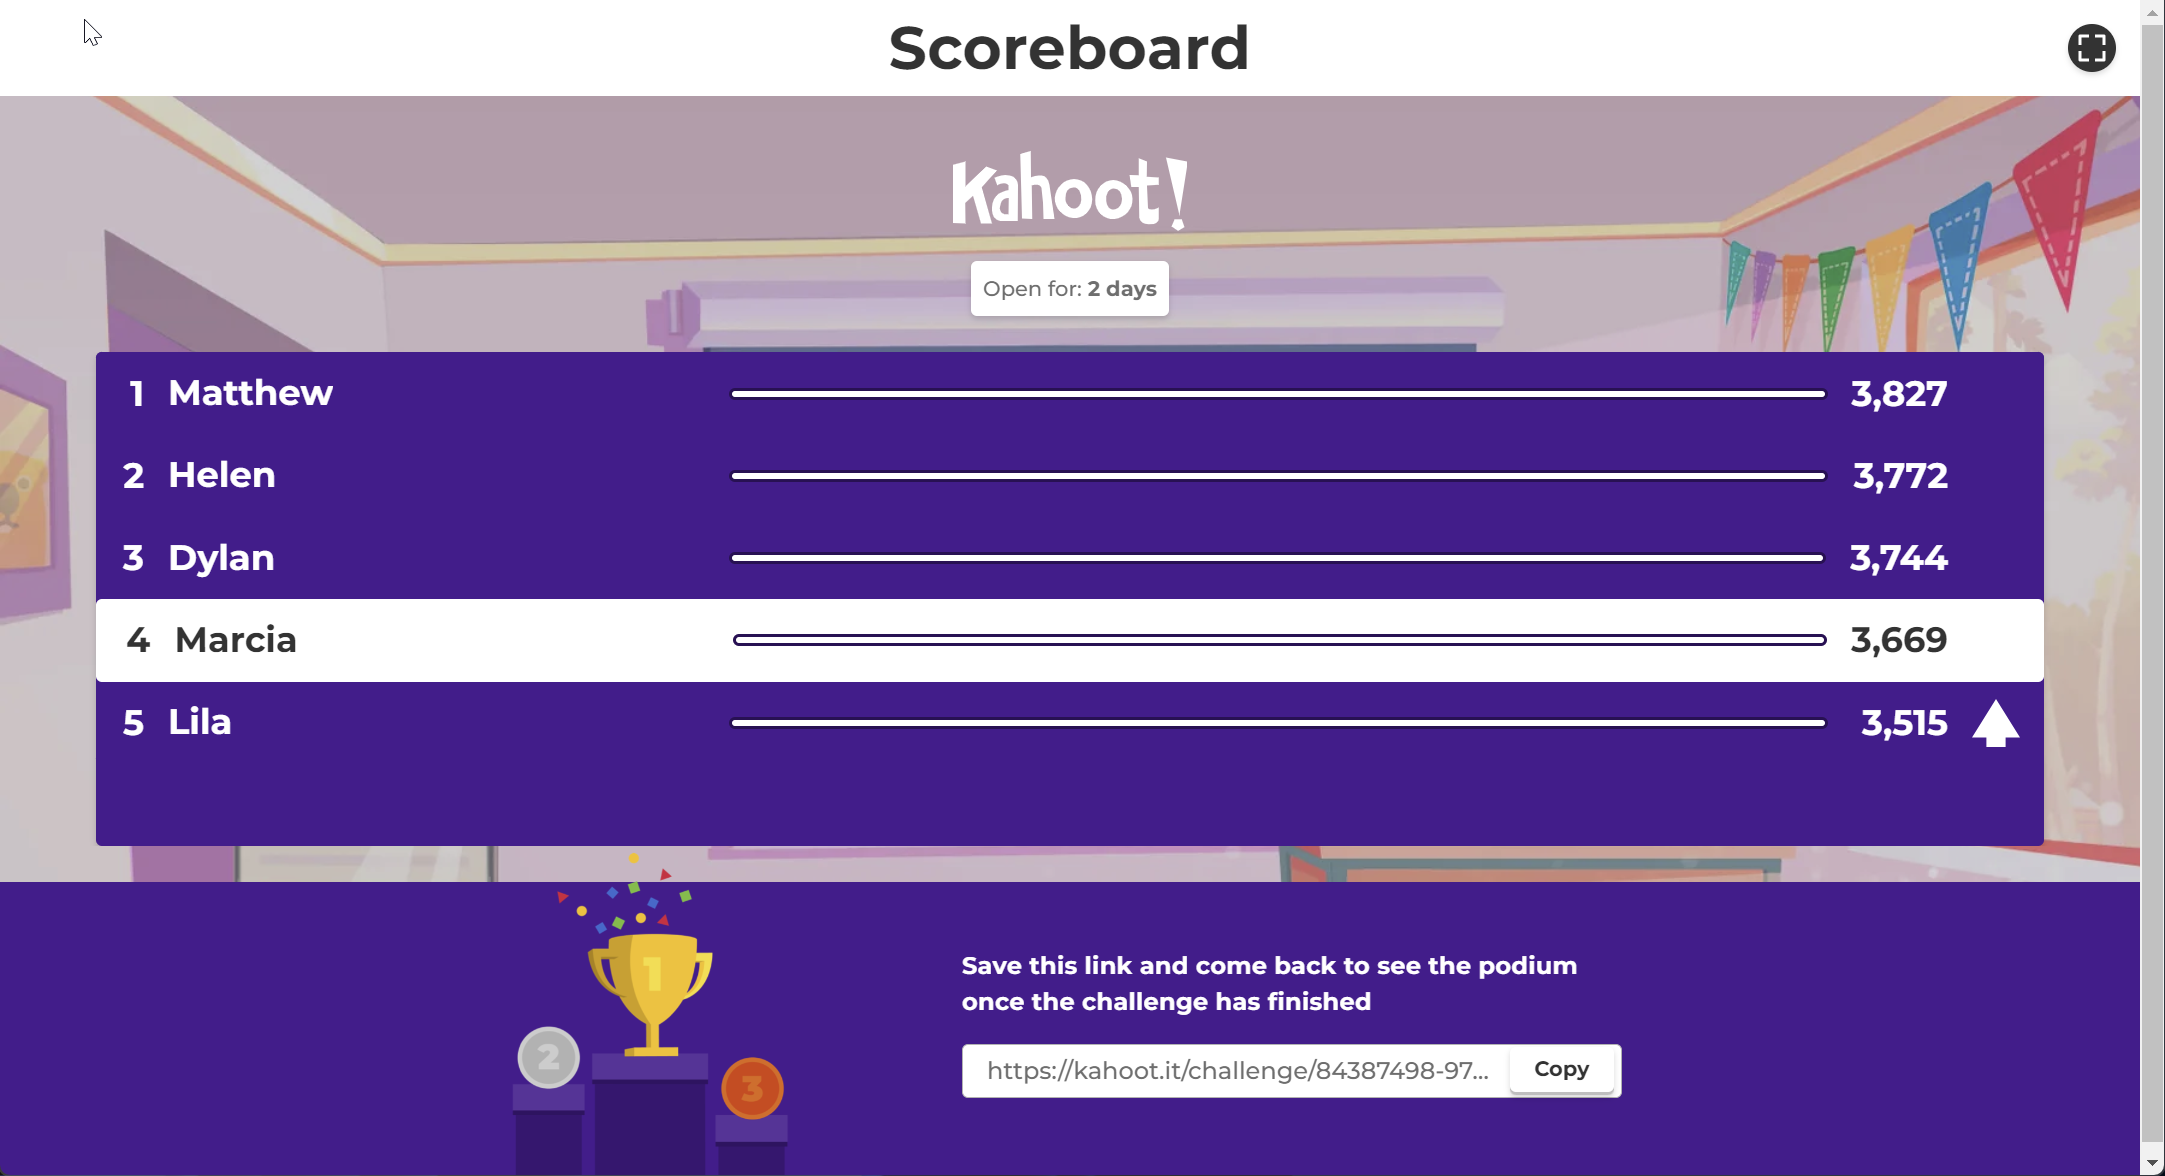 Scoreboard
Kahoot!
Open for: 2 days
1 Matthew 3,827
2 Helen 3,772
3 Dylan 3,744
4 Marcia 3,669
5 Lila 3,515
1
2
3
Save this link and come back to see the podium
once the challenge has finished
https://kahoot.it/challenge/84387498-97... Copy